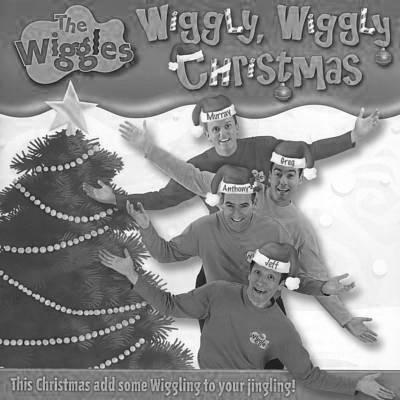 The
Wiggles
Wiggly, Wiggly
Christmas
Murray
Greg
Anthony
Jeff
This Christmas add some Wiggling to your jingling!